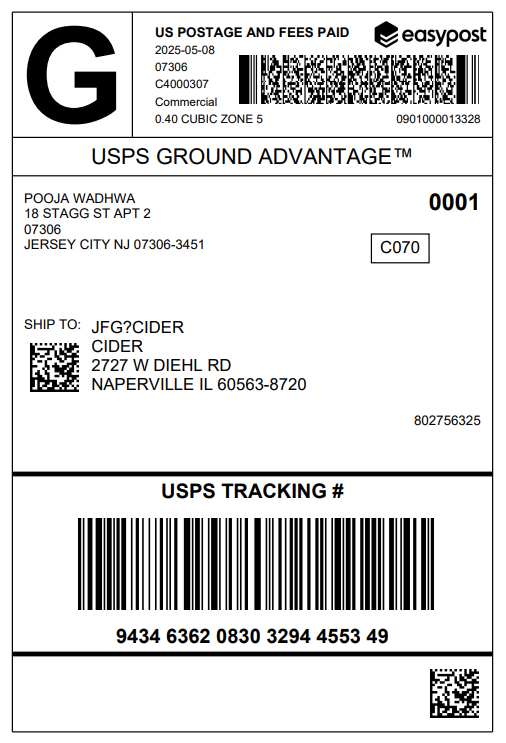 G
US POSTAGE AND FEES PAID
easypost
2025-05-08
07306
C4000307
Commercial
0.40 CUBIC ZONE 5
0901000013328
USPS GROUND ADVANTAGE™
POOJA WADHWA
0001
18 STAGG ST APT 2
07306
JERSEY CITY NJ 07306-3451
C070
SHIP TO:
JFG?CIDER
CIDER
2727 W DIEHL RD
NAPERVILLE IL 60563-8720
802756325
USPS TRACKING #
9434 6362 0830 3294 4553 49